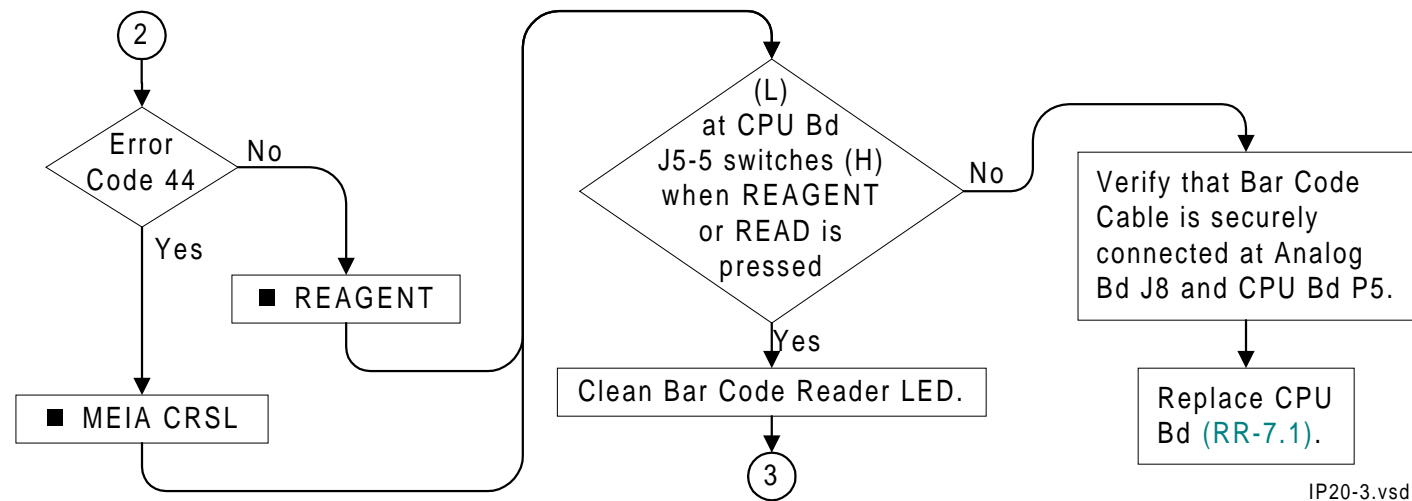 2
Error
Code 44
No
Yes
■ REAGENT
■ MEIA CRSL
(L)
at CPU Bd
J5-5 switches (H)
when REAGENT
or READ is
pressed
No
Yes
Clean Bar Code Reader LED.
3
Verify that Bar Code
Cable is securely
connected at Analog
Bd J8 and CPU Bd P5.
Replace CPU
Bd (RR-7.1).
IP20-3.vsd